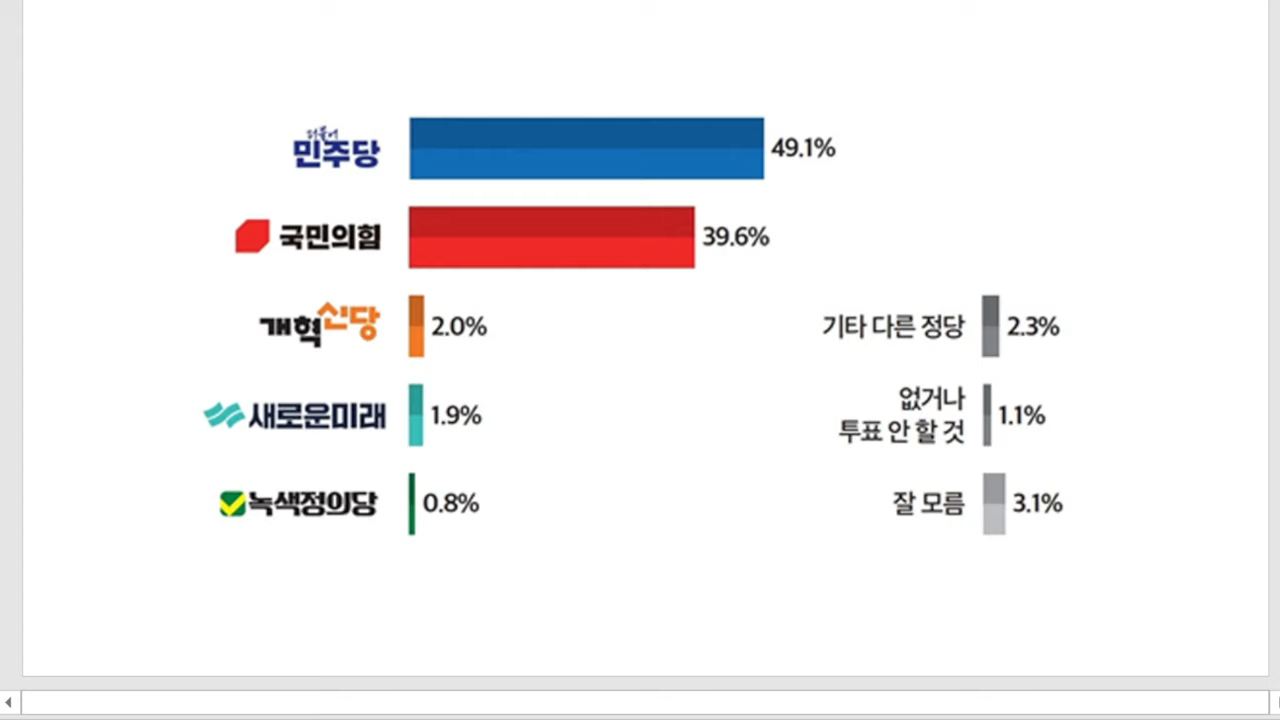 더불어
민주당
49.1%
국민의힘
39.6%
개혁신당
2.0%
기타 다른 정당
2.3%
새로운미래
1.9%
없거나
투표 안 할 것
1.1%
녹색정의당
0.8%
잘 모름
3.1%